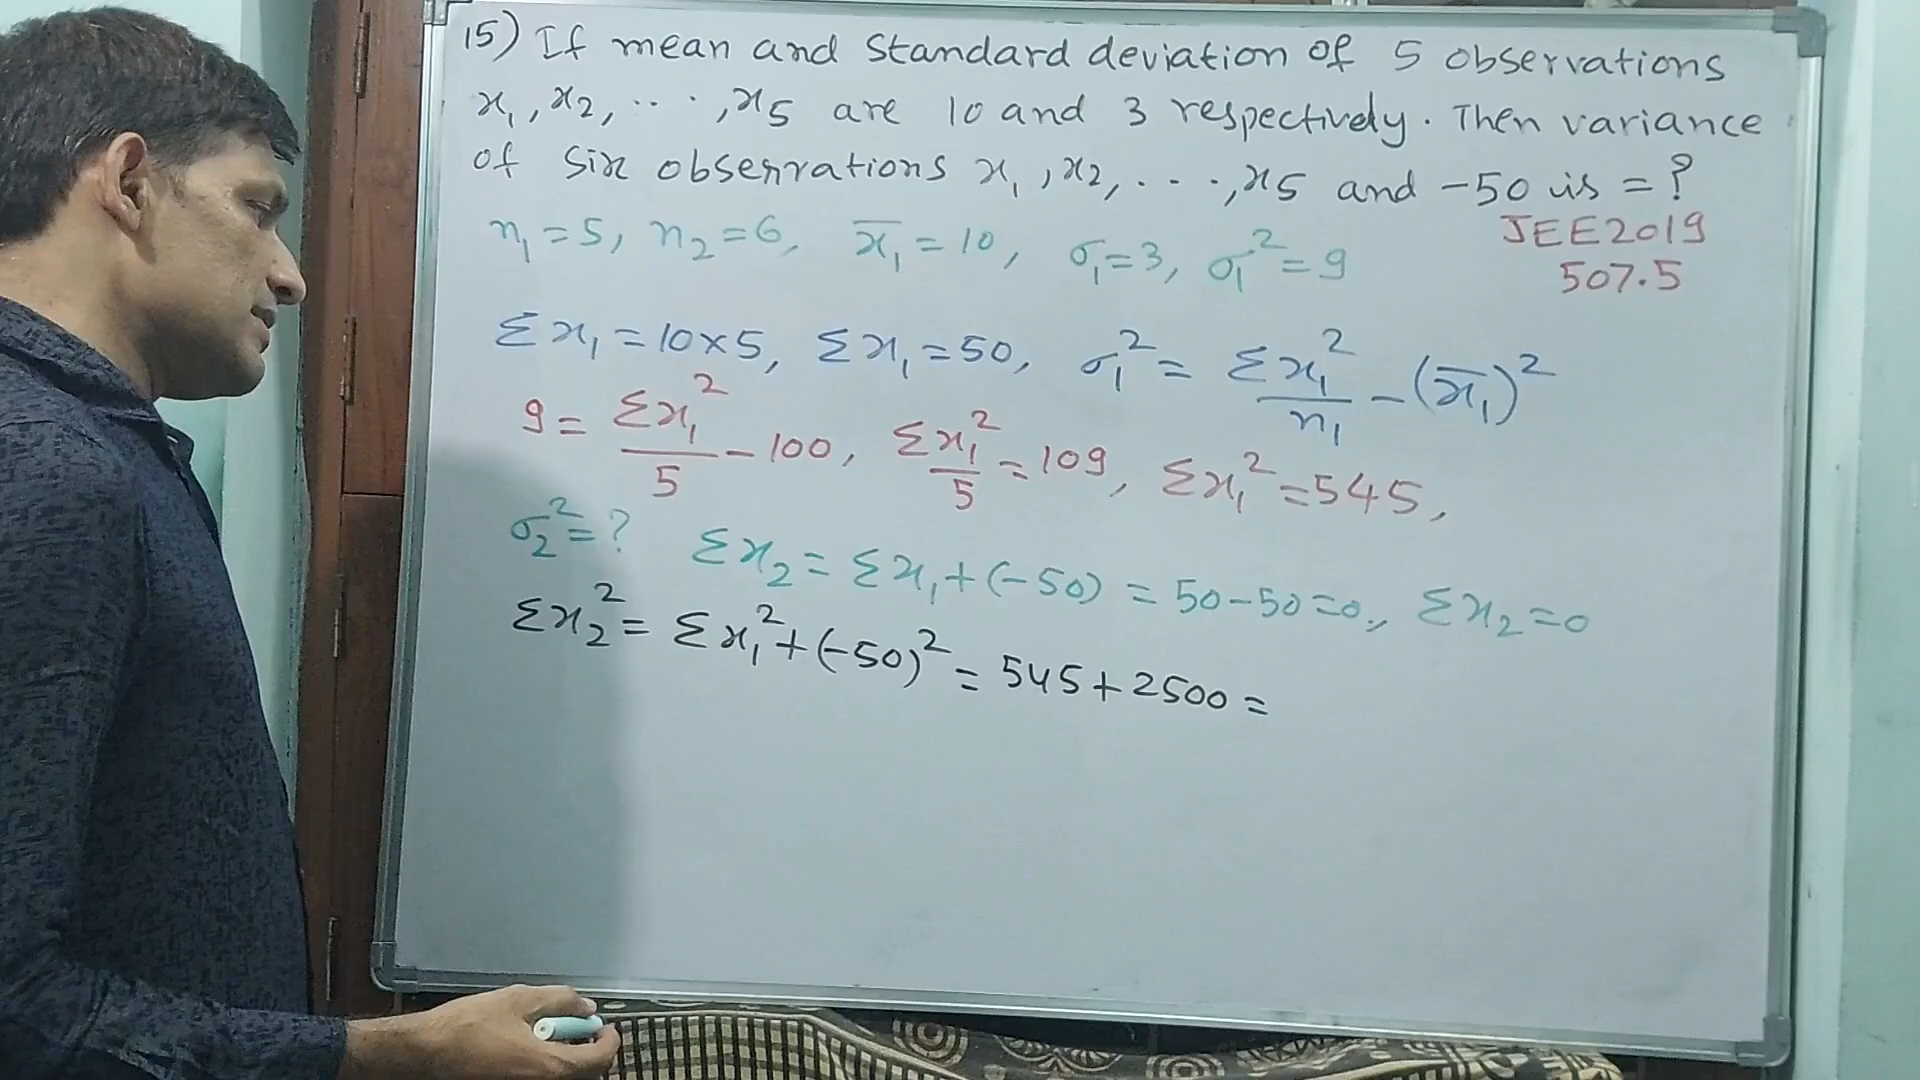 15) If mean and Standard deviation of 5 observations
x₁, x₂, ..., x5 are 10 and 3 respectively. Then variance
of six observations x₁, x₂, ..., x5 and -50 is = ?
n₁ = 5, n₂ = 6, x̄₁ = 10, σ₁ = 3, σ₁² = 9
JEE2019
507.5
Σx₁ = 10×5, Σx₁ = 50, σ₁² = Σx₁²/n₁ - (x̄₁)²
9 = Σx₁²/5 - 100, Σx₁²/5 = 109, Σx₁² = 545,
σ₂² = ? Σx₂ = Σx₁ + (-50) = 50-50=0, Σx₂ = 0
Σx₂² = Σx₁² + (-50)² = 545 + 2500 =